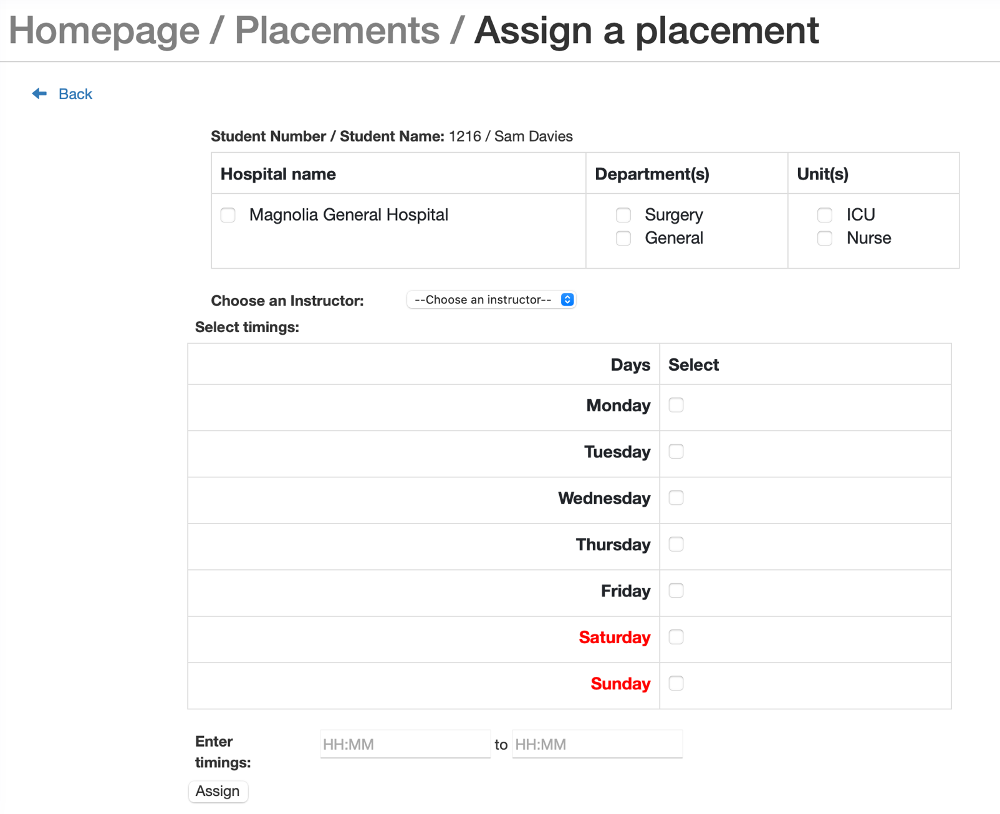 Homepage / Placements / Assign a placement
Back
Student Number / Student Name: 1216 / Sam Davies
Hospital name Department(s) Unit(s)
Magnolia General Hospital Surgery ICU
General Nurse
Choose an Instructor: --Choose an instructor--
Select timings:
Days Select
Monday
Tuesday
Wednesday
Thursday
Friday
Saturday
Sunday
Enter
timings:
HH:MM to HH:MM
Assign